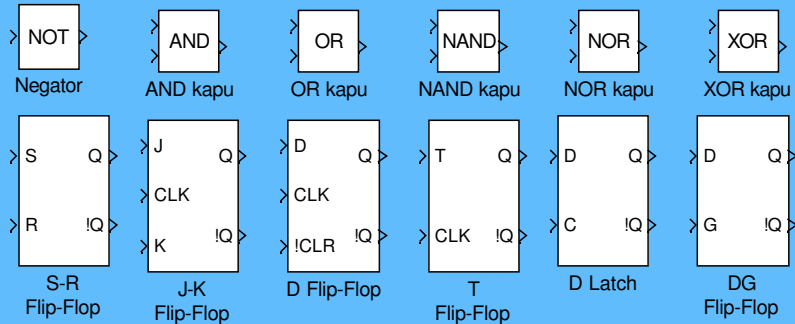 NOT
Negator
AND
AND kapu
OR
OR kapu
NAND
NAND kapu
NOR
NOR kapu
XOR
XOR kapu
S Q
R !Q
S-R
Flip-Flop
J Q
CLK
K !Q
J-K
Flip-Flop
D Q
CLK
!CLR !Q
D Flip-Flop
T Q
CLK !Q
T
Flip-Flop
D Q
C !Q
D Latch
D Q
G !Q
DG
Flip-Flop